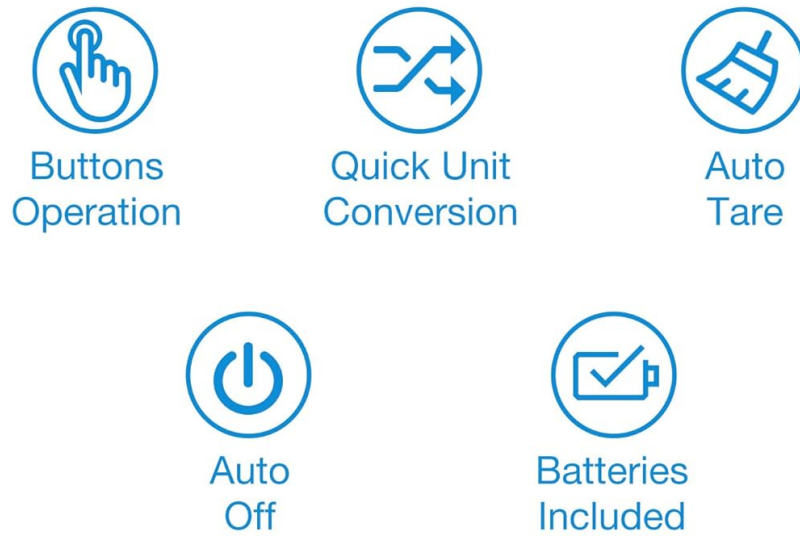 Buttons
Operation
Quick Unit
Conversion
Auto
Tare
Auto
Off
Batteries
Included